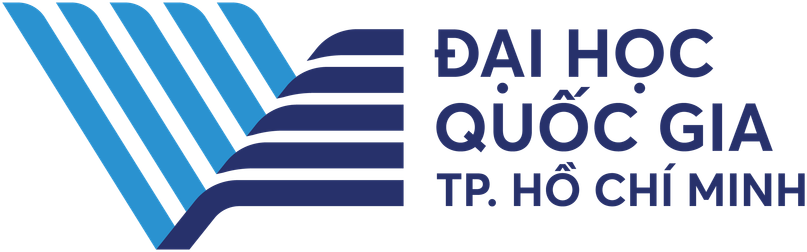 ĐẠI HỌC
QUỐC GIA
TP. HỒ CHÍ MINH